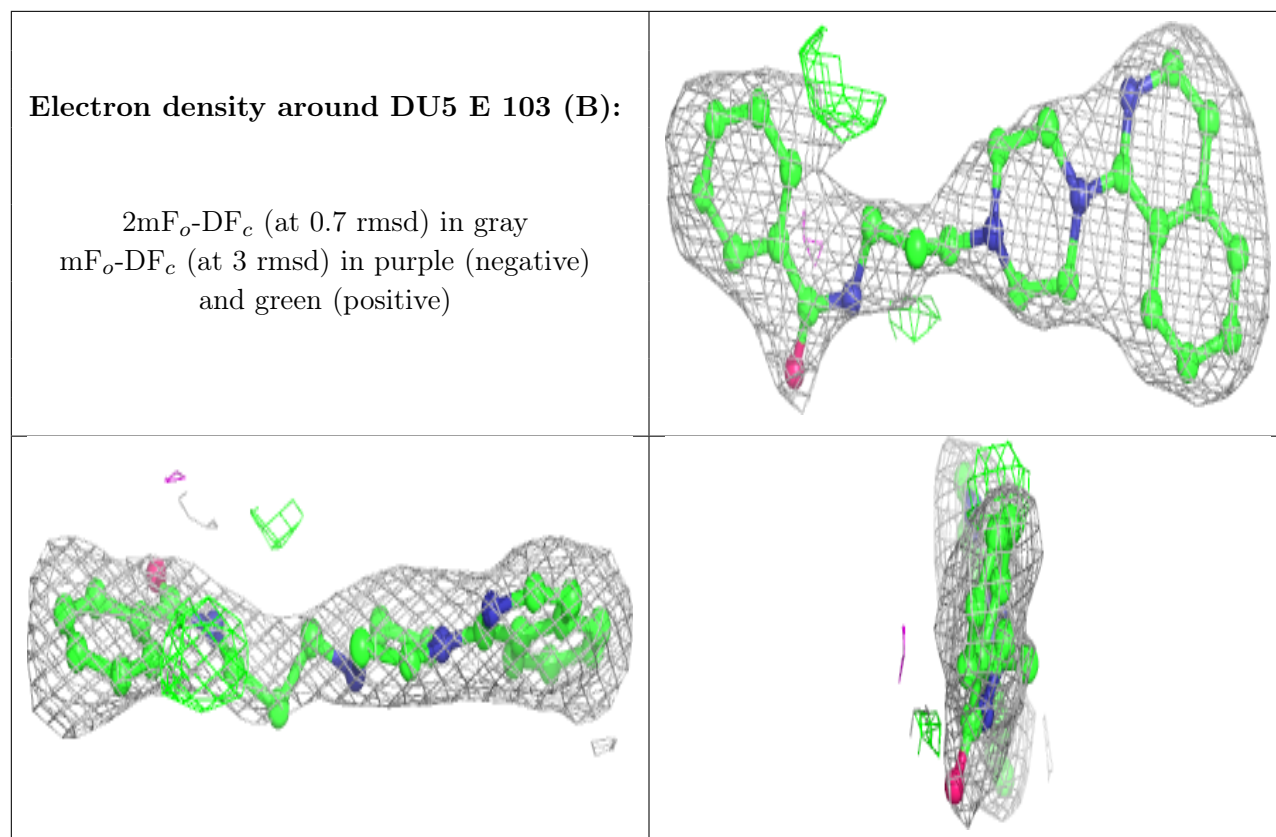 Electron density around DU5 E 103 (B):
2mFo-DFc (at 0.7 rmsd) in gray
mFo-DFc (at 3 rmsd) in purple (negative)
and green (positive)